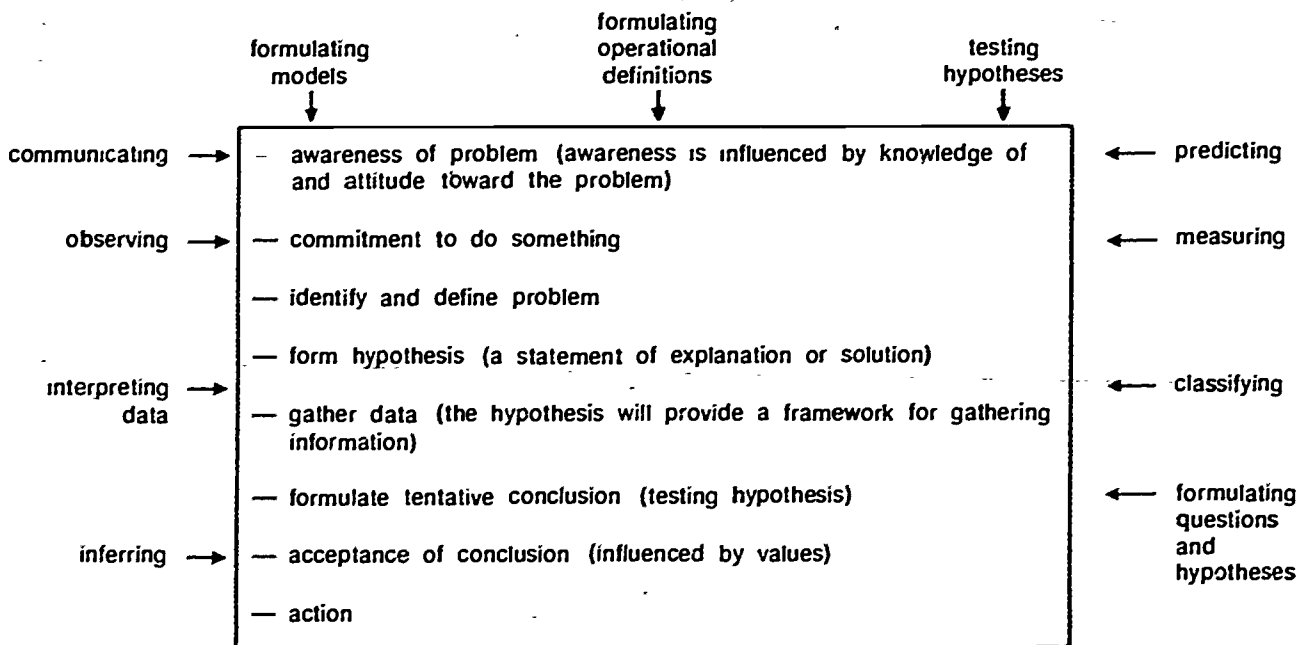 formulating
models
formulating
operational
definitions
testing
hypotheses
communicating
— awareness of problem (awareness is influenced by knowledge of
and attitude toward the problem)
predicting
observing
— commitment to do something
measuring
— identify and define problem
— form hypothesis (a statement of explanation or solution)
interpreting
data
classifying
— gather data (the hypothesis will provide a framework for gathering
information)
— formulate tentative conclusion (testing hypothesis)
formulating
questions
and
hypotheses
inferring
— acceptance of conclusion (influenced by values)
— action